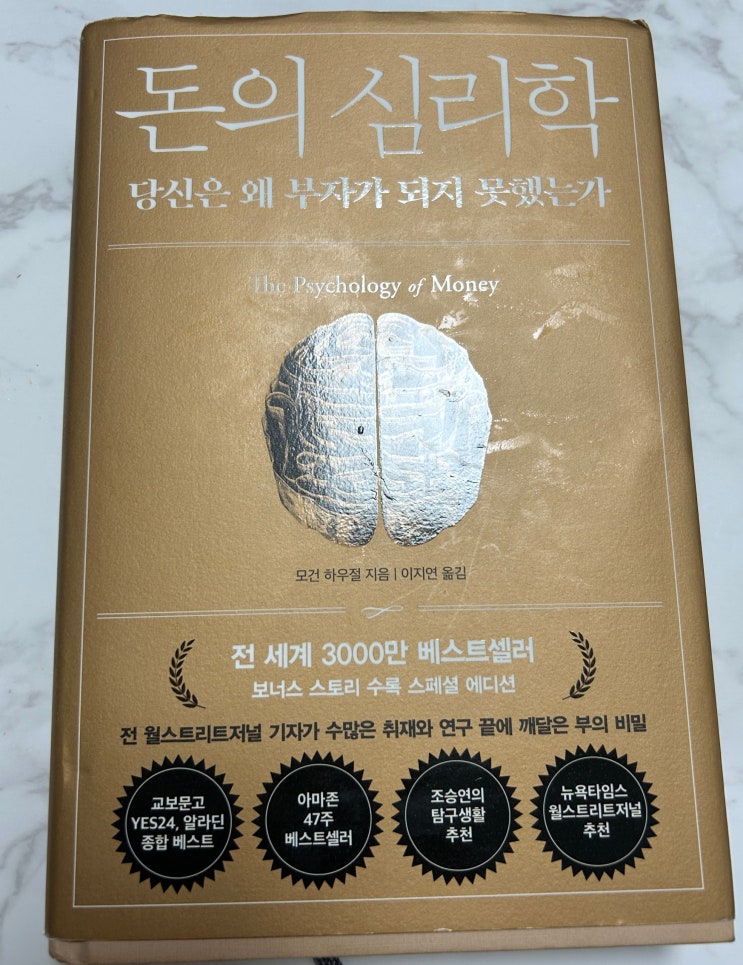 돈의 심리학
당신은 왜 부자가 되지 못했는가
The Psychology of Money
모건 하우절 지음 | 이지연 옮김
전 세계 3000만 베스트셀러
보너스 스토리 수록 스페셜 에디션
전 월스트리트저널 기자가 수많은 취재와 연구 끝에 깨달은 부의 비밀
교보문고
YES24, 알라딘
종합 베스트
아마존
47주
베스트셀러
조승연의
탐구생활
추천
뉴욕타임스
월스트리트저널
추천